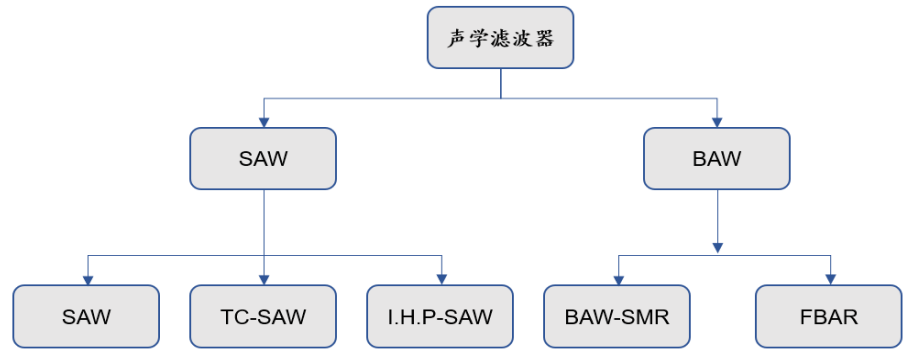 声学滤波器
SAW
BAW
SAW
TC-SAW
I.H.P-SAW
BAW-SMR
FBAR